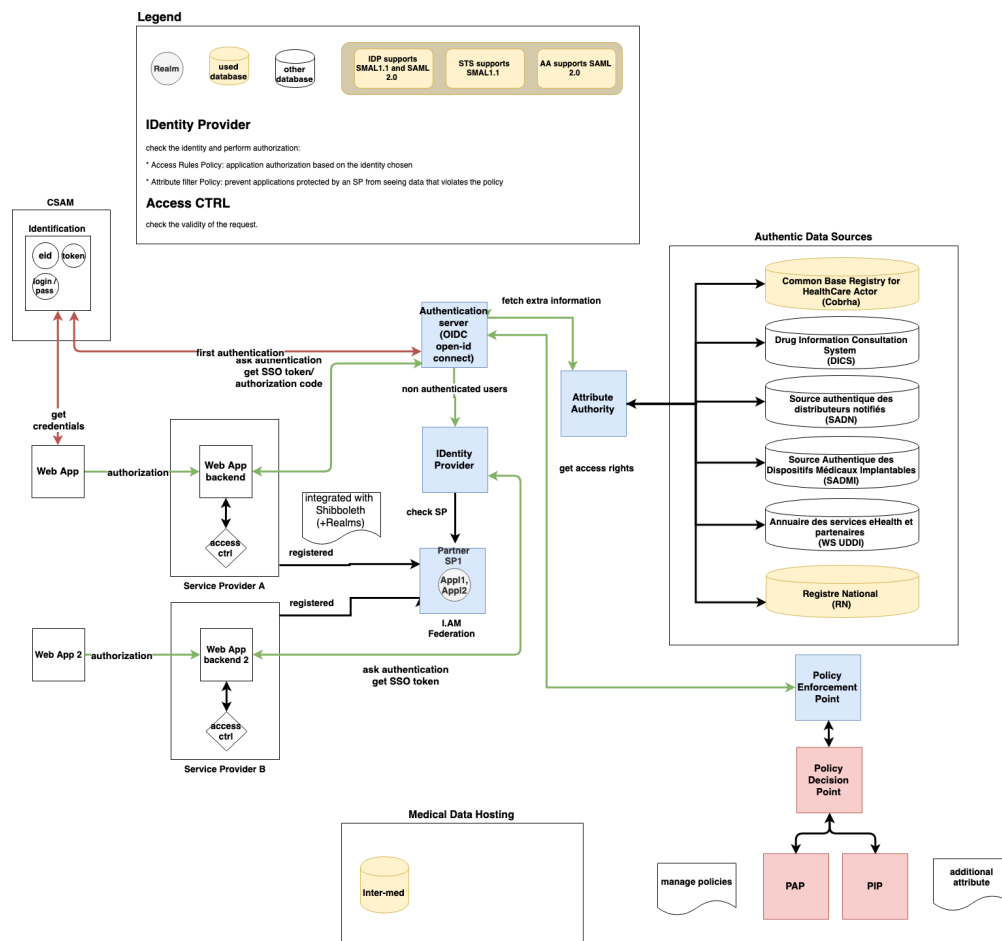 Legend
Realm
used
database
other
database
IDP supports
SMAL1.1 and SAML
2.0
STS supports
SMAL1.1
AA supports SAML
2.0
IDentity Provider
check the identity and perform authorization:
* Access Rules Policy: application authorization based on the identity chosen
* Attribute filter Policy: prevent applications protected by an SP from seeing data that violates the policy
Access CTRL
check the validity of the request.
CSAM
Identification
eid
token
login /
pass
Authentic Data Sources
Common Base Registry for
HealthCare Actor
(Cobrha)
Drug Information Consultation
System
(DICS)
Source authentique des
distributeurs notifiés
(SADN)
Source Authentique des
Dispositifs Médicaux Implantables
(SADMI)
Annuaire des services eHealth et
partenaires
(WS UDDI)
Registre National
(RN)
fetch extra information
Authentication
server
(OIDC
open-id
connect)
first authentication
ask authentication
get SSO token/
authorization code
non authenticated users
Attribute
Authority
get
credentials
Web App
authorization
Web App
backend
access
ctrl
Service Provider A
integrated with
Shibboleth
(+Realms)
IDentity
Provider
get access rights
check SP
registered
Partner
SP1
Appl1,
Appl2
I.AM
Federation
registered
Web App 2
authorization
Web App
backend 2
access
ctrl
Service Provider B
ask authentication
get SSO token
Policy
Enforcement
Point
Policy
Decision
Point
Medical Data Hosting
Inter-med
manage policies
PAP
PIP
additional
attribute